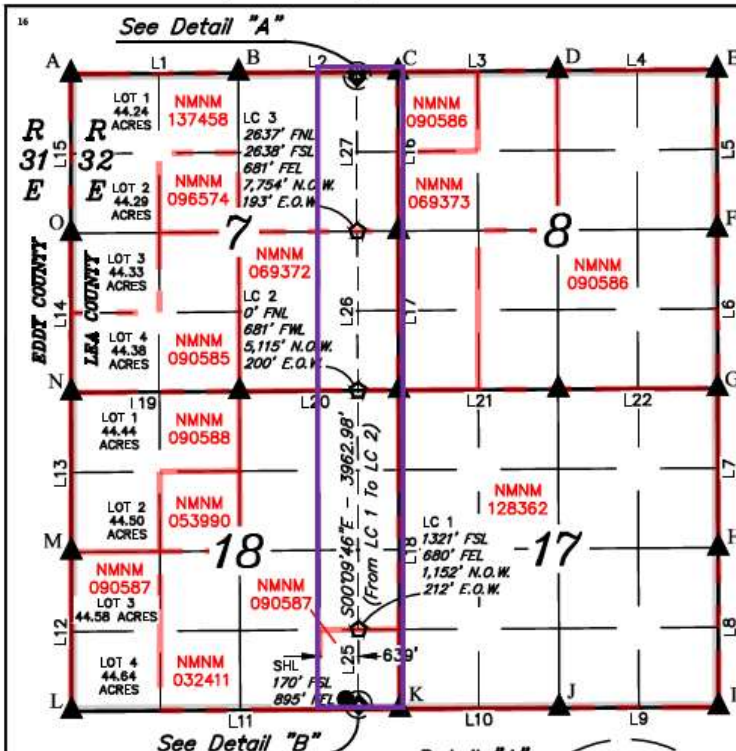 16
See Detail "A"
A
L1
B
L2
C
L3
D
L4
E
LOT 1
44.24
ACRES
NMNM
137458
LC 3
2637' FNL
2638' FSL
681' FEL
7,754' N.O.W.
193' E.O.W.
L27
L16
NMNM
090586
R R
31 32
E E
L15
L5
LOT 2
44.29
ACRES
NMNM
096574
NMNM
069373
O
7
8
F
LOT 3
44.33
ACRES
NMNM
069372
NMNM
090586
EDDY COUNTY
LEA COUNTY
L14
LC 2
0' FNL
681' FWL
5,115' N.O.W.
200' E.O.W.
L26
L17
L6
LOT 4
44.38
ACRES
NMNM
090585
N
L19
L20
L21
L22
G
LOT 1
44.44
ACRES
NMNM
090588
L13
S00°09'46"E - 3962.98'
(From LC 1 To LC 2)
L7
LOT 2
44.50
ACRES
NMNM
053990
NMNM
128362
M
18
17
H
LC 1
1321' FSL
680' FEL
1,152' N.O.W.
212' E.O.W.
L18
NMNM
090587
LOT 3
44.58 ACRES
NMNM
090587
L12
L8
LOT 4
44.64
ACRES
NMNM
032411
SHL
170' FSL
895' FEL
L25
639'
L
L11
K
L10
J
L9
I
See Detail "B"